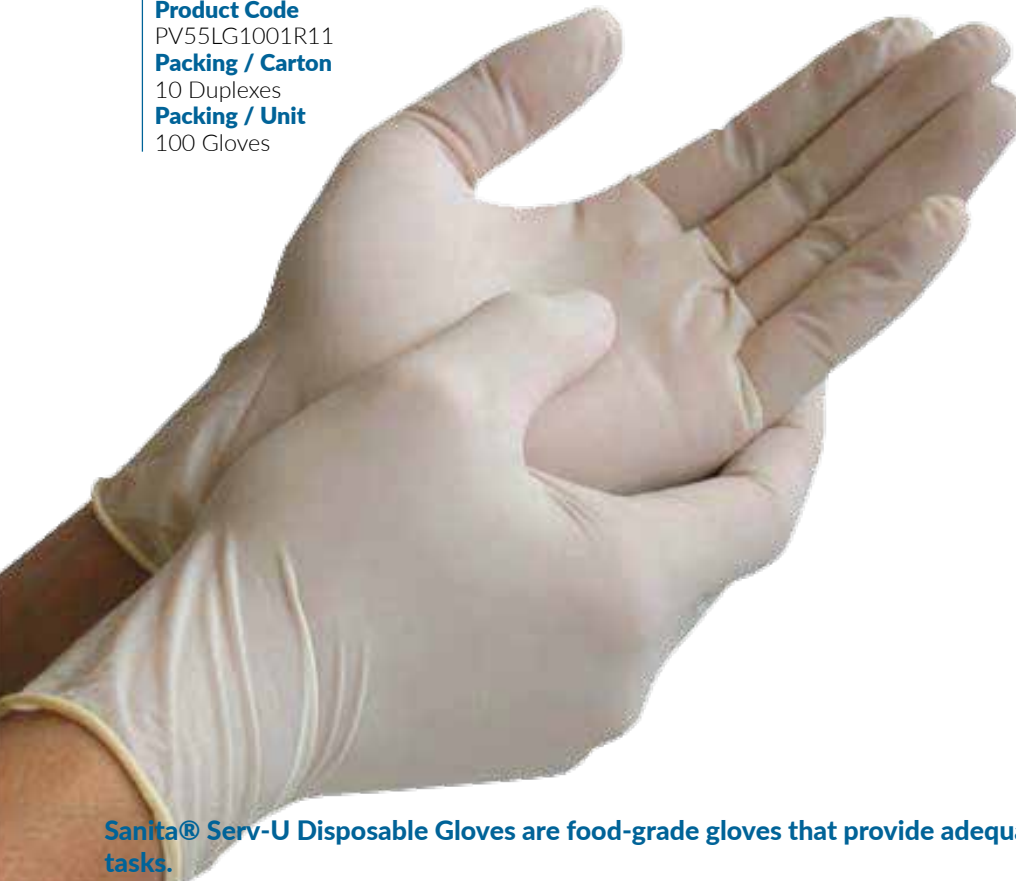 Product Code
PV55LG1001R11
Packing / Carton
10 Duplexes
Packing / Unit
100 Gloves
Sanita® Serv-U Disposable Gloves are food-grade gloves that provide
tasks.